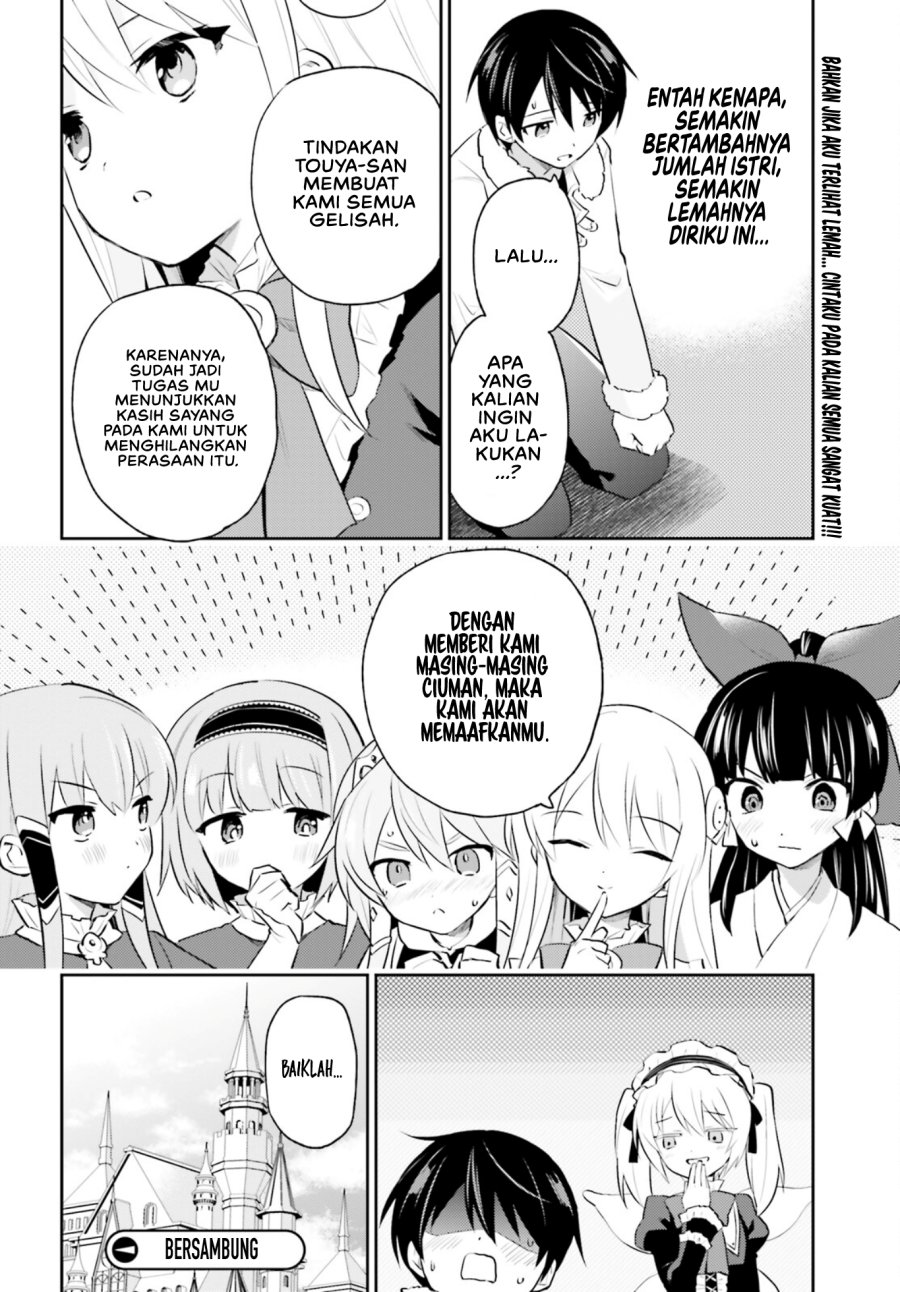 BAHKAN JIKA AKU TERLIHAT LEMAH... CINTAKU PADA KALIAN SEMUA SANGAT KUAT!!!
ENTAH KENAPA,
SEMAKIN
BERTAMBAHNYA
JUMLAH ISTRI,
SEMAKIN
LEMAHNYA
DIRIKU INI...
LALU...
APA
YANG
KALIAN
INGIN
AKU LA-
KUKAN
...?
TINDAKAN
TOUYA-SAN
MEMBUAT
KAMI SEMUA
GELISAH.
KARENANYA,
SUDAH JADI
TUGAS MU
MENUNJUKKAN
KASIH SAYANG
PADA KAMI UNTUK
MENGHILANGKAN
PERASAAN ITU.
DENGAN
MEMBERI KAMI
MASING-MASING
CIUMAN, MAKA
KAMI AKAN
MEMAAFKANMU.
BAIKLAH...
BERSAMBUNG